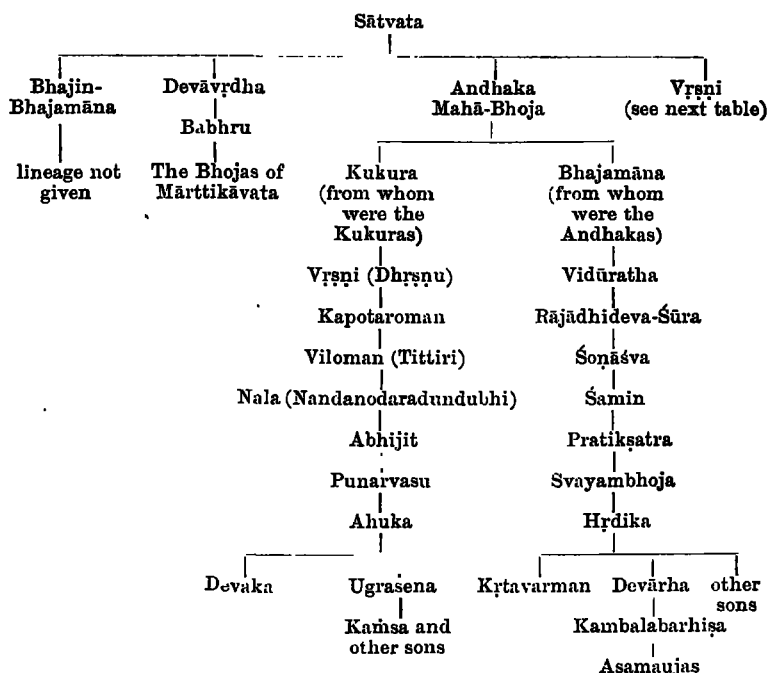 Sātvata
Bhajin-
Bhajamāna
lineage not
given
Devāvṛdha
Babhru
The Bhojas of
Mārttikāvata
Andhaka
Mahā-Bhoja
Vṛṣṇi
(see next table)
Kukura
(from whom
were the
Kukuras)
Vṛṣṇi (Dhṛṣṇu)
Kapotaroman
Viloman (Tittiri)
Nala (Nandanodaradundubhi)
Abhijit
Punarvasu
Ahuka
Devaka
Ugrasena
Kaṁsa and
other sons
Bhajamāna
(from whom
were the
Andhakas)
Vidūratha
Rājādhideva-Śūra
Śoṇāśva
Śamin
Pratikṣatra
Svayambhoja
Hṛdika
Kṛtavarman
Devārha
other
sons
Kambalabarhiṣa
Asamaujas